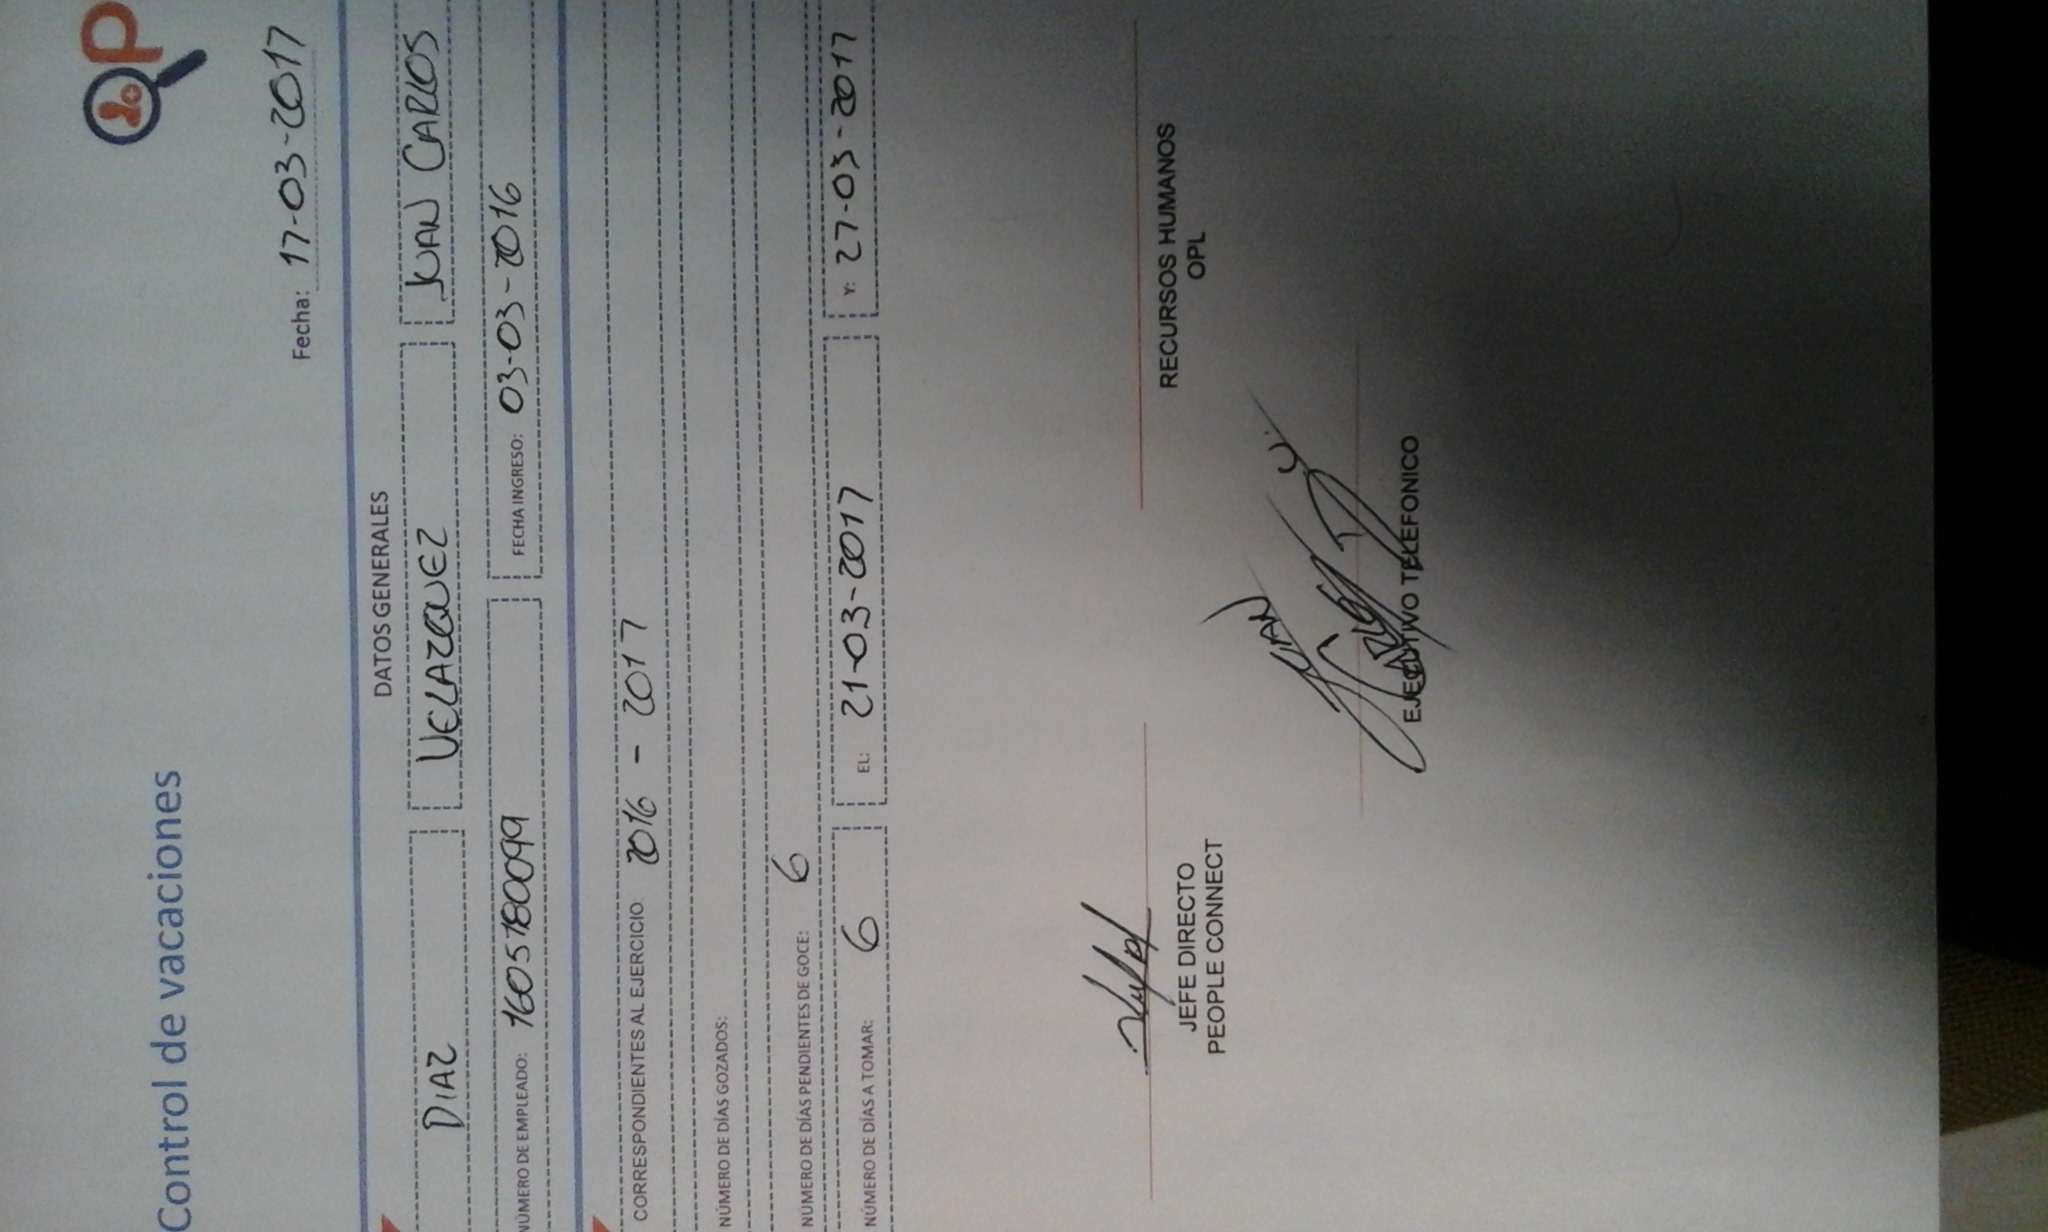 OP
Control de vacaciones
Fecha: 17-03-2017
DATOS GENERALES
DIAZ VELAZQUEZ JUAN CARLOS
NÚMERO DE EMPLEADO: 1605180099 FECHA INGRESO: 03-03-2016
CORRESPONDIENTES AL EJERCICIO: 2016 - 2017
NÚMERO DE DÍAS GOZADOS:
NÚMERO DE DÍAS PENDIENTES DE GOCE: 6
NÚMERO DE DÍAS A TOMAR: 6 EL: 21-03-2017 Y: 27-03-2017
JEFE DIRECTO RECURSOS HUMANOS
PEOPLE CONNECT OPL
JUAN
EJECUTIVO TELEFONICO